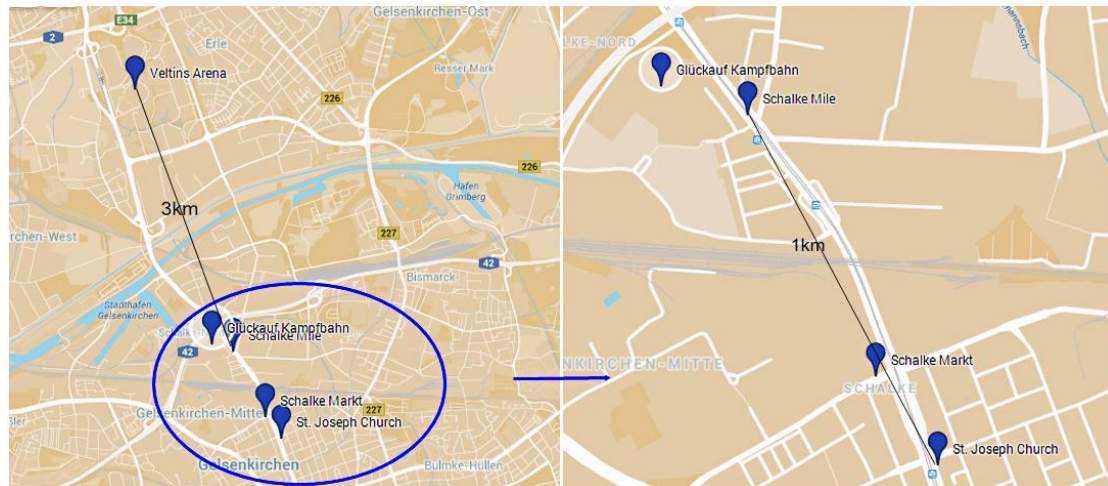 E34
Gelsenkirchen-Ost
2
Erle
Veltins Arena
Resser Mark
226
226
Hafen
Grimberg
3km
rchen-West
227
42
Bismarck
Stadthafen
Gelsenkirchen
Glückauf Kampfbahn
Schalke Mile
42
Schalke Markt
Gelsenkirchen-Mitte
227
St. Joseph Church
Gelsenkirchen
Bulmke-Hüllen
LKE-NORD
Glückauf Kampfbahn
Schalke Mile
1km
Schalke Markt
NKIRCHEN-MITTE
SCHALKE
St. Joseph Church